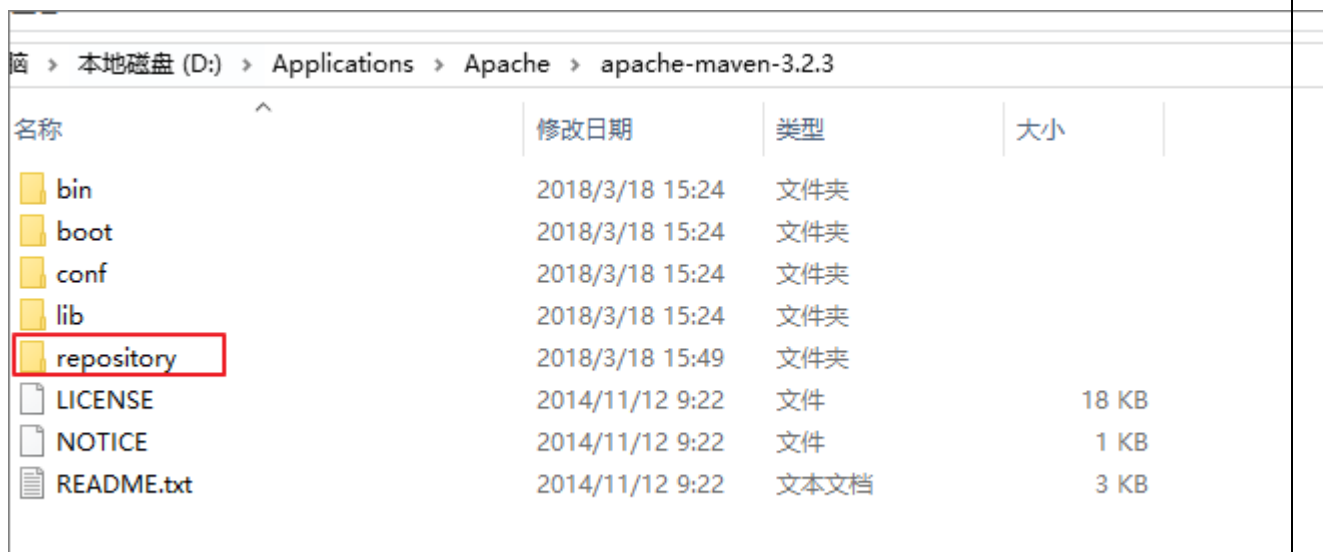 脑 › 本地磁盘 (D:) › Applications › Apache › apache-maven-3.2.3
名称 修改日期 类型 大小
bin 2018/3/18 15:24 文件夹
boot 2018/3/18 15:24 文件夹
conf 2018/3/18 15:24 文件夹
lib 2018/3/18 15:24 文件夹
repository 2018/3/18 15:49 文件夹
LICENSE 2014/11/12 9:22 文件 18 KB
NOTICE 2014/11/12 9:22 文件 1 KB
README.txt 2014/11/12 9:22 文本文档 3 KB